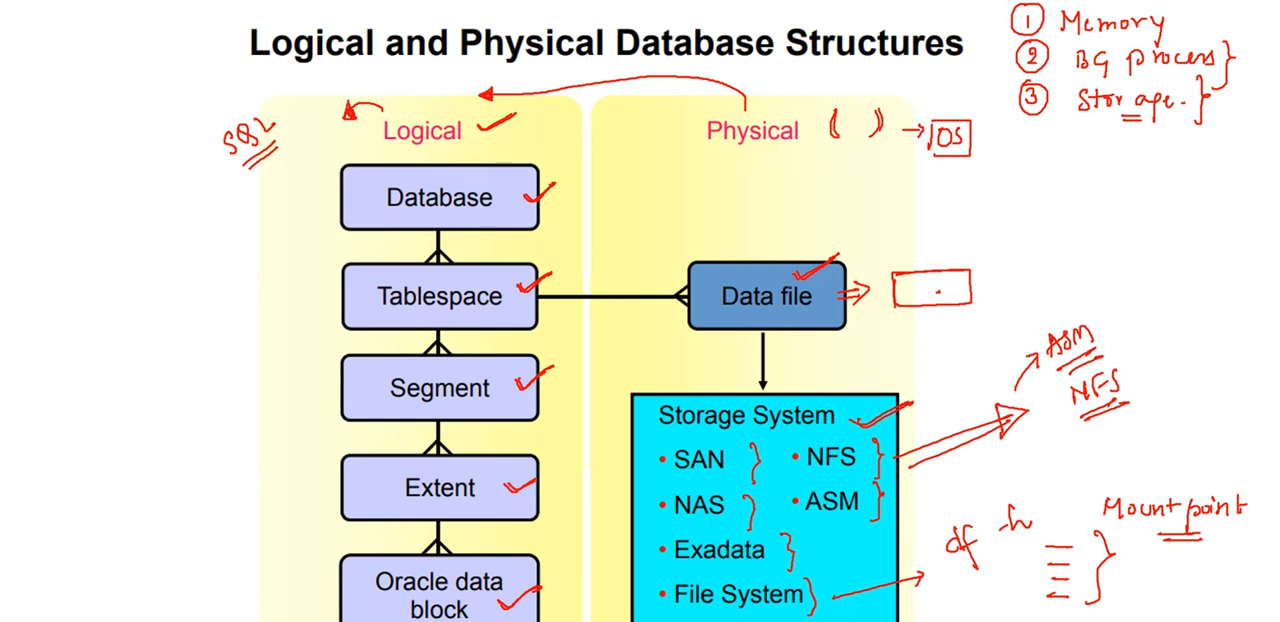 Logical and Physical Database Structures
① Memory
② BG process
③ Storage.
SQL
Logical
Physical ( ) → OS
Database
Tablespace
Data file
Segment
ASM
NFS
Storage System
• SAN
• NFS
• NAS
• ASM
• Exadata
• File System
df -h
Mount point
Extent
Oracle data
block